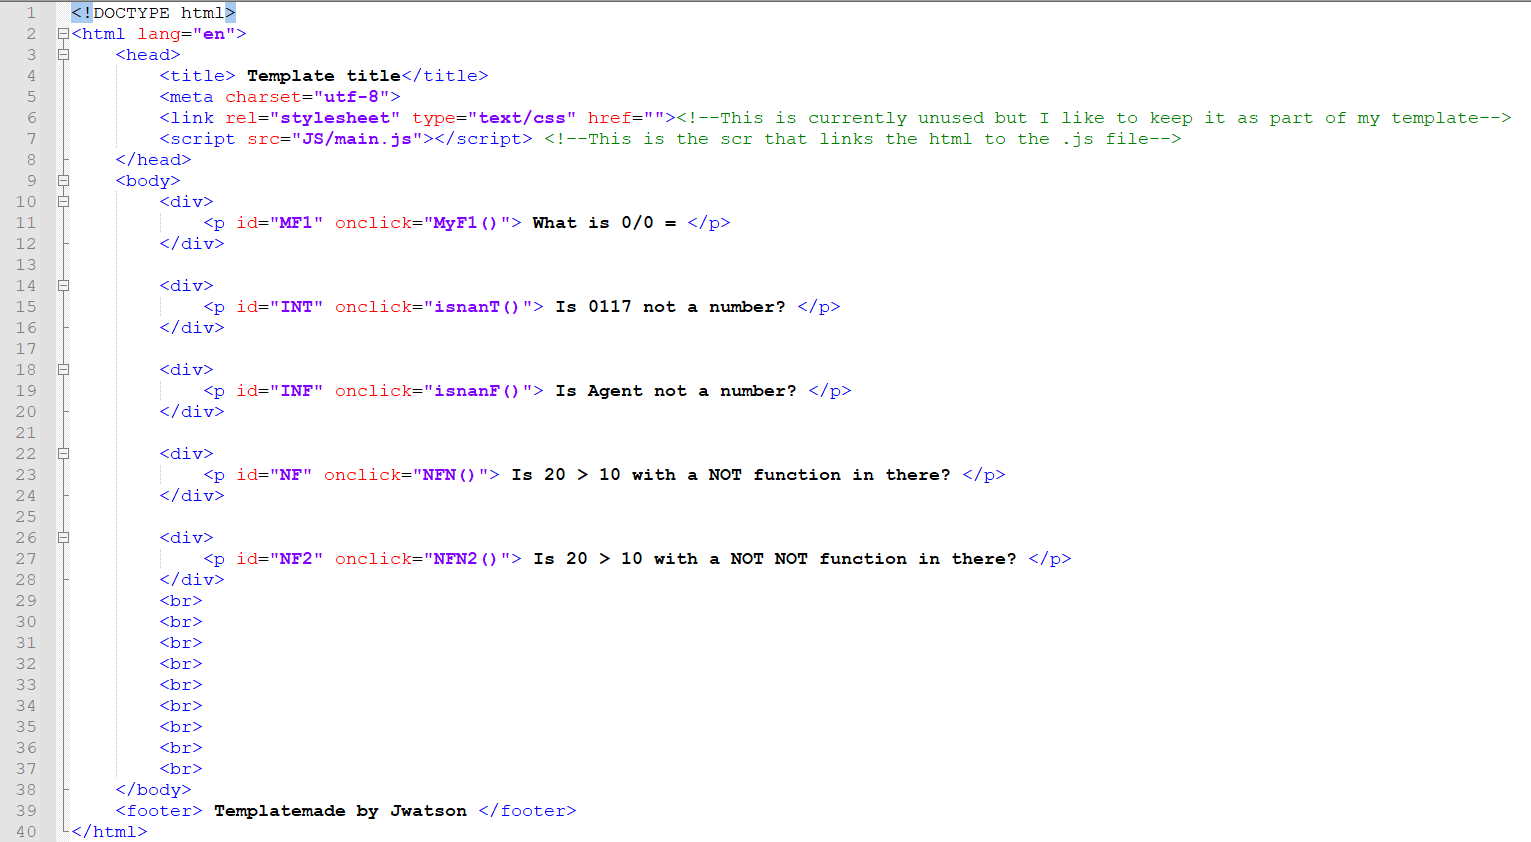 1 <!DOCTYPE html>
2 <html lang="en">
3 <head>
4 <title> Template title</title>
5 <meta charset="utf-8">
6 <link rel="stylesheet" type="text/css" href=""><!--This is currently unused but I like to keep it as part of my template-->
7 <script src="JS/main.js"></script> <!--This is the scr that links the html to the .js file-->
8 </head>
9 <body>
10 <div>
11 <p id="MF1" onclick="MyF1()"> What is 0/0 = </p>
12 </div>
13
14 <div>
15 <p id="INT" onclick="isnanT()"> Is 0117 not a number? </p>
16 </div>
17
18 <div>
19 <p id="INF" onclick="isnanF()"> Is Agent not a number? </p>
20 </div>
21
22 <div>
23 <p id="NF" onclick="NFN()"> Is 20 > 10 with a NOT function in there? </p>
24 </div>
25
26 <div>
27 <p id="NF2" onclick="NFN2()"> Is 20 > 10 with a NOT NOT function in there? </p>
28 </div>
29 <br>
30 <br>
31 <br>
32 <br>
33 <br>
34 <br>
35 <br>
36 <br>
37 <br>
38 </body>
39 <footer> Templatemade by Jwatson </footer>
40 </html>